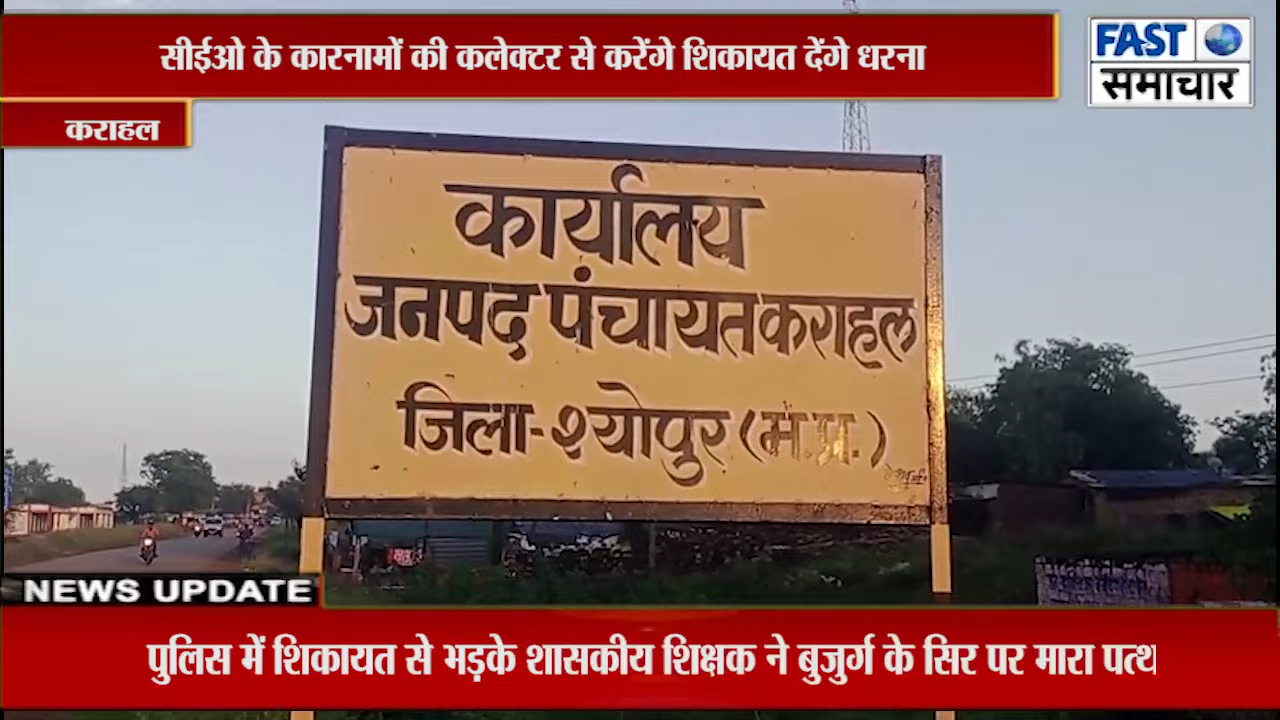 सीईओ के कारनामों की कलेक्टर से करेंगे शिकायत देंगे धरना
FAST
समाचार
कराहल
कार्यालय
जनपद पंचायत कराहल
जिला-श्योपुर (म.प्र.)
NEWS UPDATE
पुलिस में शिकायत से भड़के शासकीय शिक्षक ने बुजुर्ग के सिर पर मारा पत्थ